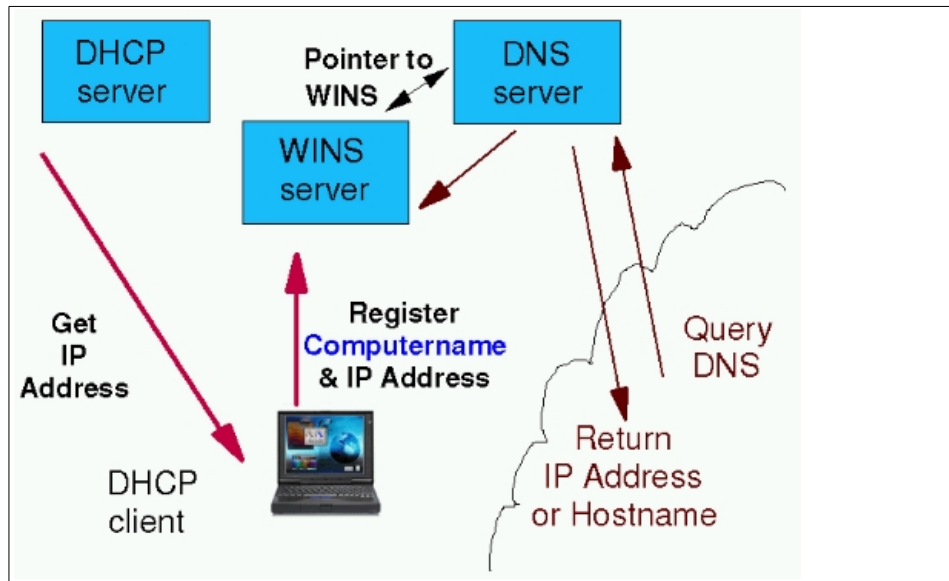 DHCP
server
Pointer to
WINS
DNS
server
WINS
server
Get
IP
Address
Register
Computername
& IP Address
Query
DNS
DHCP
client
Return
IP Address
or Hostname